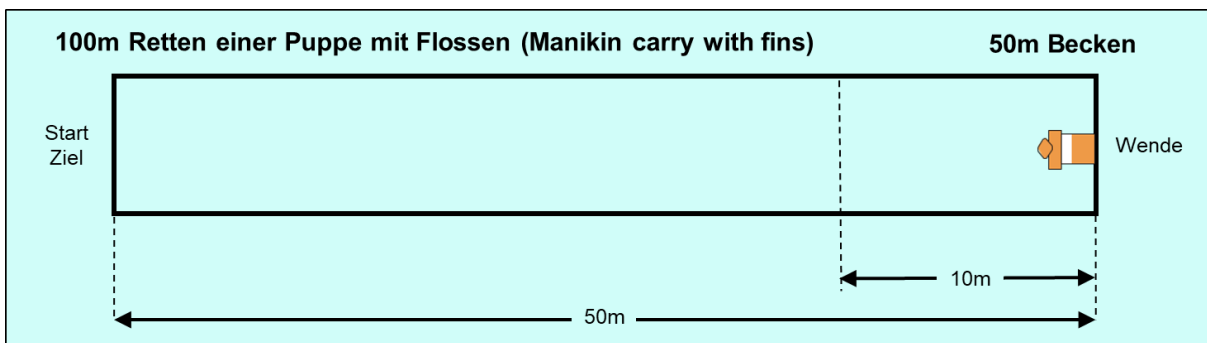 100m Retten einer Puppe mit Flossen (Manikin carry with fins)
50m Becken
Start
Ziel
Wende
10m
50m